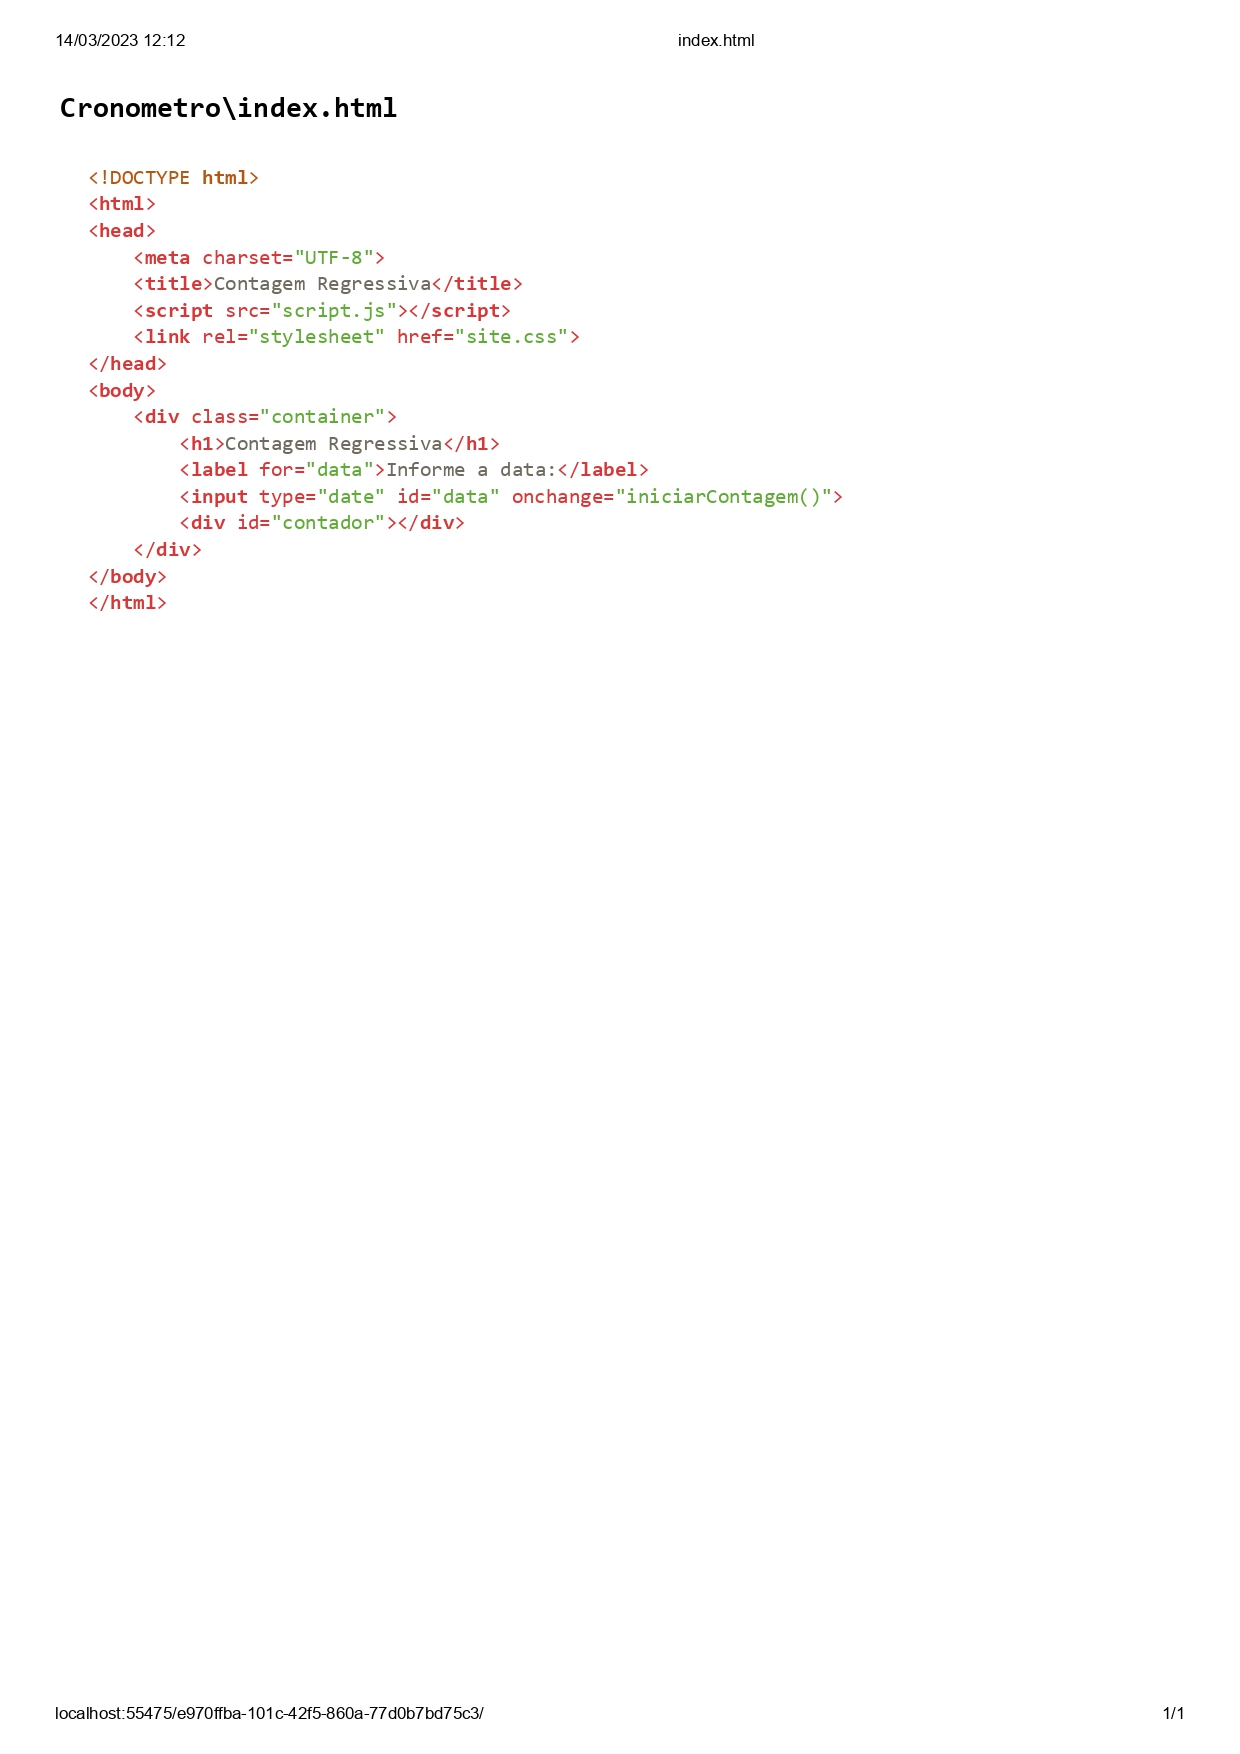 14/03/2023 12:12 index.html
Cronometro\index.html
<!DOCTYPE html>
<html>
<head>
    <meta charset="UTF-8">
    <title>Contagem Regressiva</title>
    <script src="script.js"></script>
    <link rel="stylesheet" href="site.css">
</head>
<body>
    <div class="container">
        <h1>Contagem Regressiva</h1>
        <label for="data">Informe a data:</label>
        <input type="date" id="data" onchange="iniciarContagem()">
        <div id="contador"></div>
    </div>
</body>
</html>
localhost:55475/e970ffba-101c-42f5-860a-77d0b7bd75c3/ 1/1